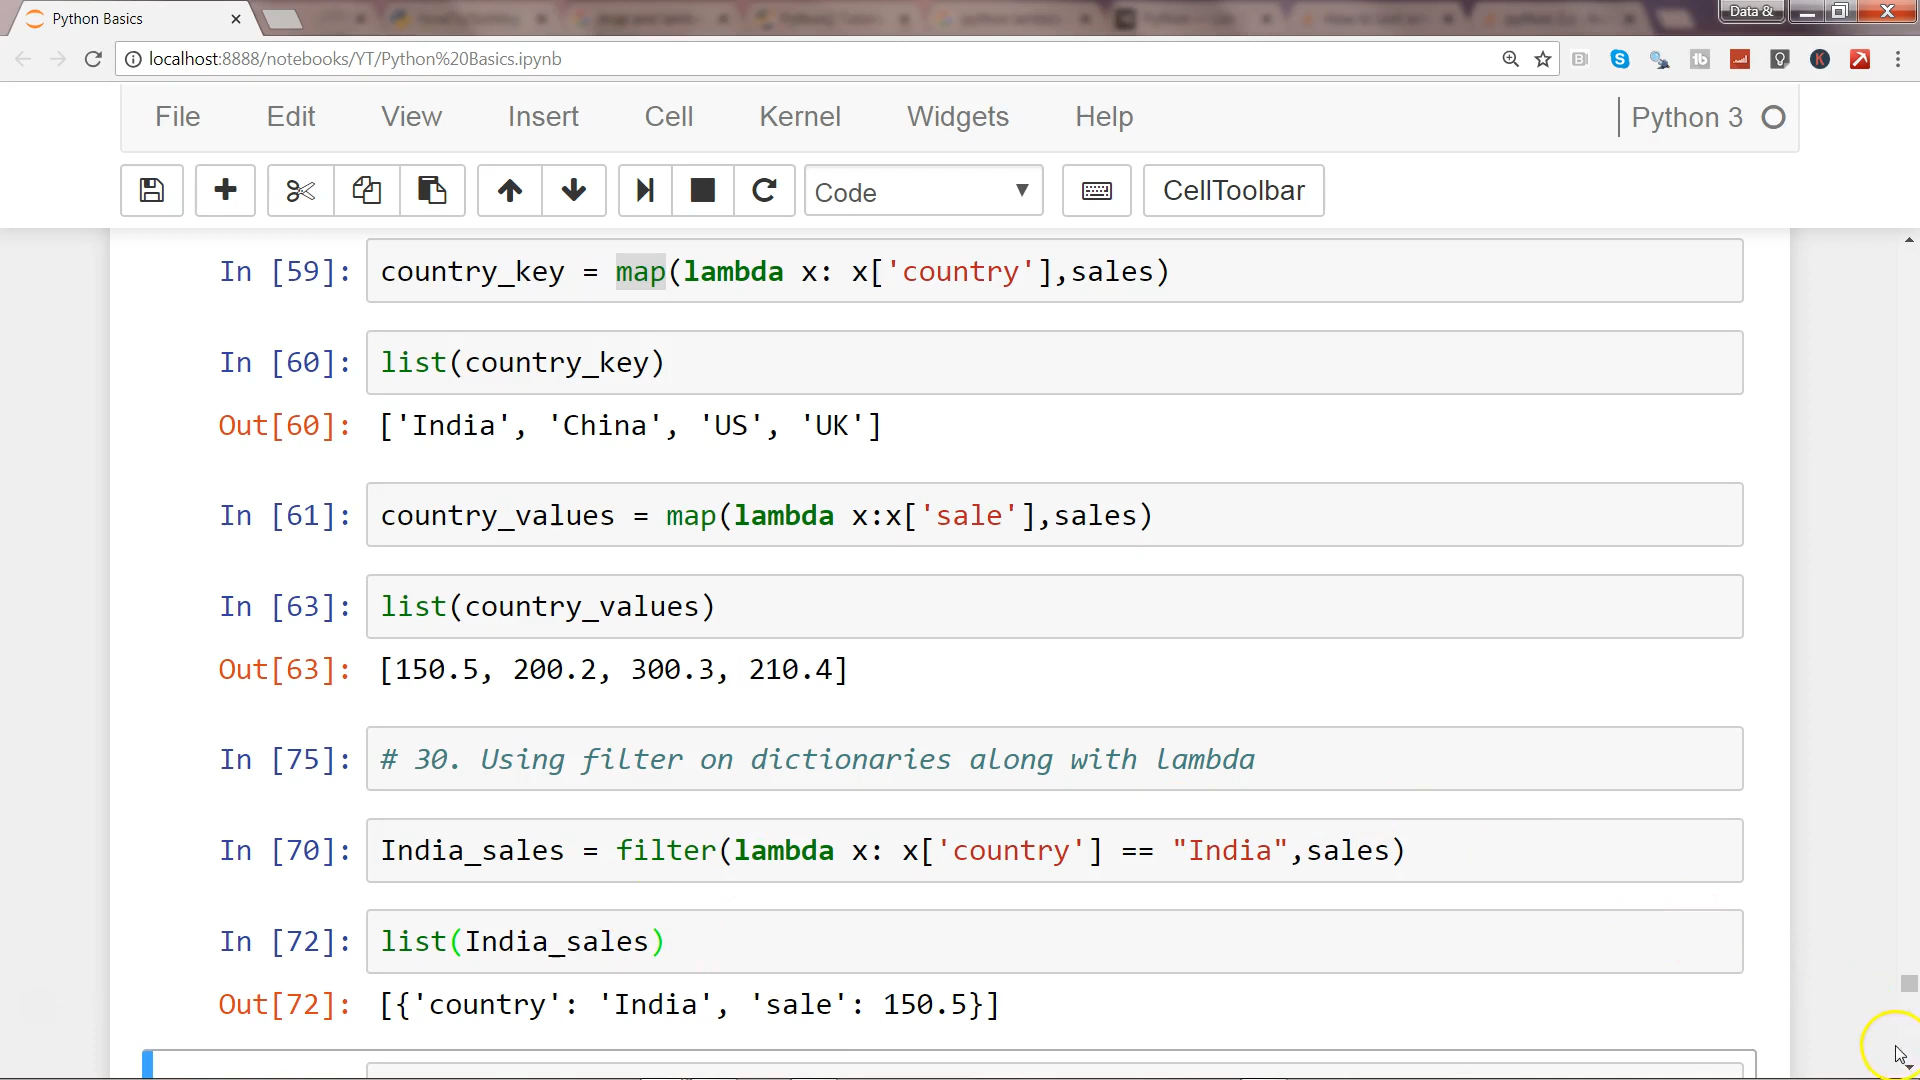 Python Basics
Data &
localhost:8888/notebooks/YT/Python%20Basics.ipynb
File Edit View Insert Cell Kernel Widgets Help Python 3
Code CellToolbar
In [59]: country_key = map(lambda x: x['country'],sales)
In [60]: list(country_key)
Out[60]: ['India', 'China', 'US', 'UK']
In [61]: country_values = map(lambda x:x['sale'],sales)
In [63]: list(country_values)
Out[63]: [150.5, 200.2, 300.3, 210.4]
In [75]: # 30. Using filter on dictionaries along with lambda
In [70]: India_sales = filter(lambda x: x['country'] == "India",sales)
In [72]: list(India_sales)
Out[72]: [{'country': 'India', 'sale': 150.5}]